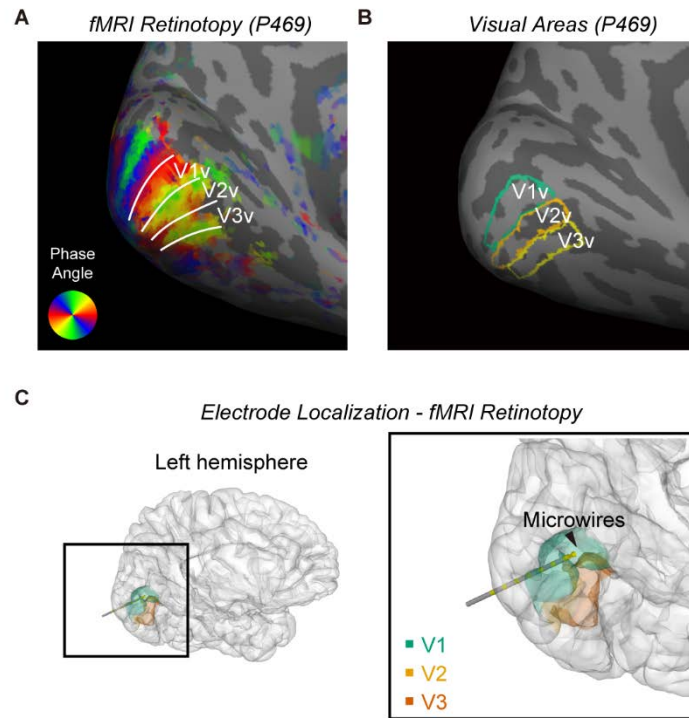 A
fMRI Retinotopy (P469)
V1v
V2v
V3v
Phase
Angle
B
Visual Areas (P469)
V1v
V2v
V3v
C
Electrode Localization - fMRI Retinotopy
Left hemisphere
Microwires
V1
V2
V3